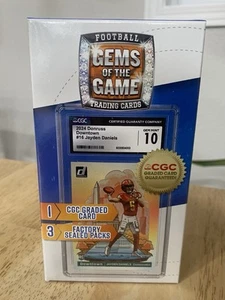 FOOTBALL
GEMS OF THE
GAME
TRADING CARDS
CGC
CERTIFIED GUARANTY COMPANY
2024 Donruss
Downtown
#14 Jayden Daniels
GEM MINT
10
CGC
GRADED CARD
GUARANTEED
1 CGC GRADED
CARD
3 FACTORY
SEALED PACKS